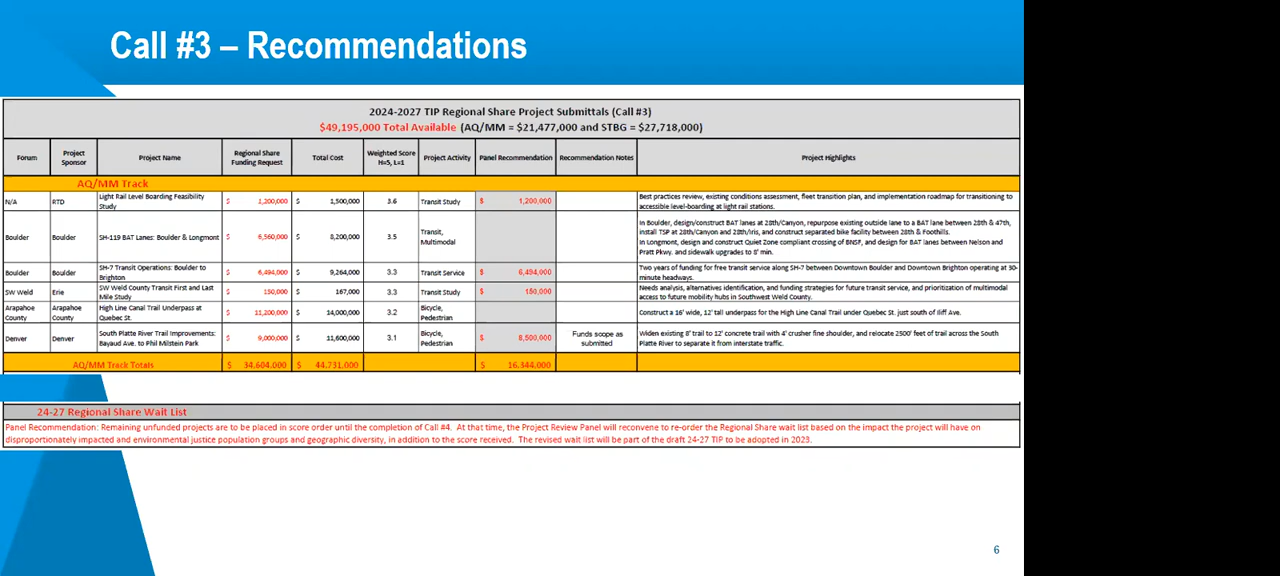 Call #3 – Recommendations
2024-2027 TIP Regional Share Project Submittals (Call #3)
$49,195,000 Total Available (AQ/MM = $21,477,000 and STBG = $27,718,000)
Forum Project Sponsor Project Name Regional Share Funding Request Total Cost Weighted Score H=5, L=1 Project Activity Panel Recommendation Recommendation Notes Project Highlights
AQ/MM Track
N/A RTD Light Rail Level Boarding Feasibility Study $ 1,200,000 $ 1,500,000 3.6 Transit Study $ 1,200,000 Best practices review, existing conditions assessment, fleet transition plan, and implementation roadmap for transitioning to accessible level-boarding at light rail stations.
Boulder Boulder SH-119 BAT Lanes: Boulder & Longmont $ 6,560,000 $ 8,200,000 3.5 Transit, Multimodal In Boulder, design/construct BAT lanes at 28th/Canyon, repurpose existing outside lane to a BAT lane between 28th & 47th, install TSP at 28th/Canyon and 28th/Iris, and construct separated bike facility between 28th & Foothills.
In Longmont, design and construct Quiet Zone compliant crossing of BNSF, and design for BAT lanes between Nelson and Pratt Pkwy. and sidewalk upgrades to 8' min.
Boulder Boulder SH-7 Transit Operations: Boulder to Brighton $ 6,494,000 $ 9,264,000 3.3 Transit Service $ 6,494,000 Two years of funding for free transit service along SH-7 between Downtown Boulder and Downtown Brighton operating at 30-minute headways.
SW Weld Erie SW Weld County Transit First and Last Mile Study $ 150,000 $ 167,000 3.3 Transit Study $ 150,000 Needs analysis, alternatives identification, and funding strategies for future transit service, and prioritization of multimodal access to future mobility hubs in Southwest Weld County.
Arapahoe County Arapahoe County High Line Canal Trail Underpass at Quebec St. $ 11,200,000 $ 14,000,000 3.2 Bicycle, Pedestrian Construct a 16' wide, 12' tall underpass for the High Line Canal Trail under Quebec St. just south of Iliff Ave.
Denver Denver South Platte River Trail Improvements: Bayaud Ave. to Phil Milstein Park $ 9,000,000 $ 11,600,000 3.1 Bicycle, Pedestrian $ 8,500,000 Funds scope as submitted Widen existing 8' trail to 12' concrete trail with 4' crusher fine shoulder, and relocate 2500' feet of trail across the South Platte River to separate it from interstate traffic.
AQ/MM Track Totals $ 34,604,000 $ 44,731,000 $ 16,344,000
24-27 Regional Share Wait List
Panel Recommendation: Remaining unfunded projects are to be placed in score order until the completion of Call #4. At that time, the Project Review Panel will reconvene to re-order the Regional Share wait list based on the impact the project will have on
disproportionately impacted and environmental justice population groups and geographic diversity, in addition to the score received. The revised wait list will be part of the draft 24-27 TIP to be adopted in 2023.
6